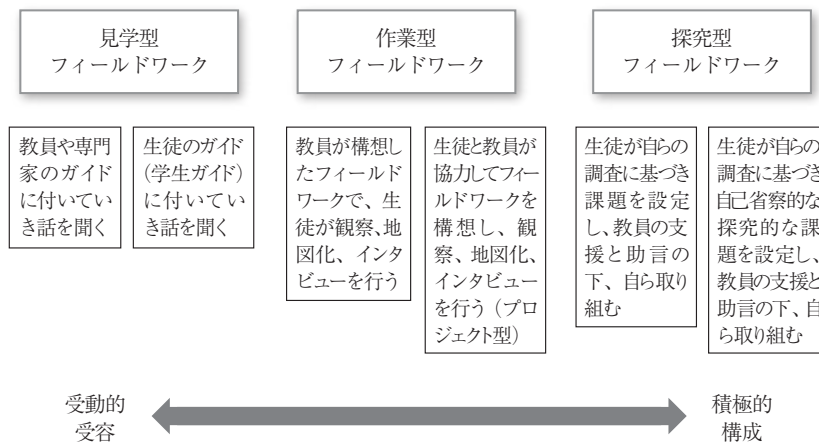 見学型
フィールドワーク
作業型
フィールドワーク
探究型
フィールドワーク
教員や専門
家のガイド
に付いてい
き話を聞く
生徒のガイド
（学生ガイド）
に付いてい
き話を聞く
教員が構想し
たフィールド
ワークで、生
徒が観察、地
図化、インタ
ビューを行う
生徒と教員が
協力してフィー
ルドワークを
構想し、観
察、地図化、
インタビュー
を行う（プロ
ジェクト型）
生徒が自らの
調査に基づき
課題を設定
し、教員の支
援と助言の
下、自ら取り
組む
生徒が自らの
調査に基づき
自己省察的な
探究的な課
題を設定し、
教員の支援と
助言の下、自
ら取り組む
受動的
受容
積極的
構成